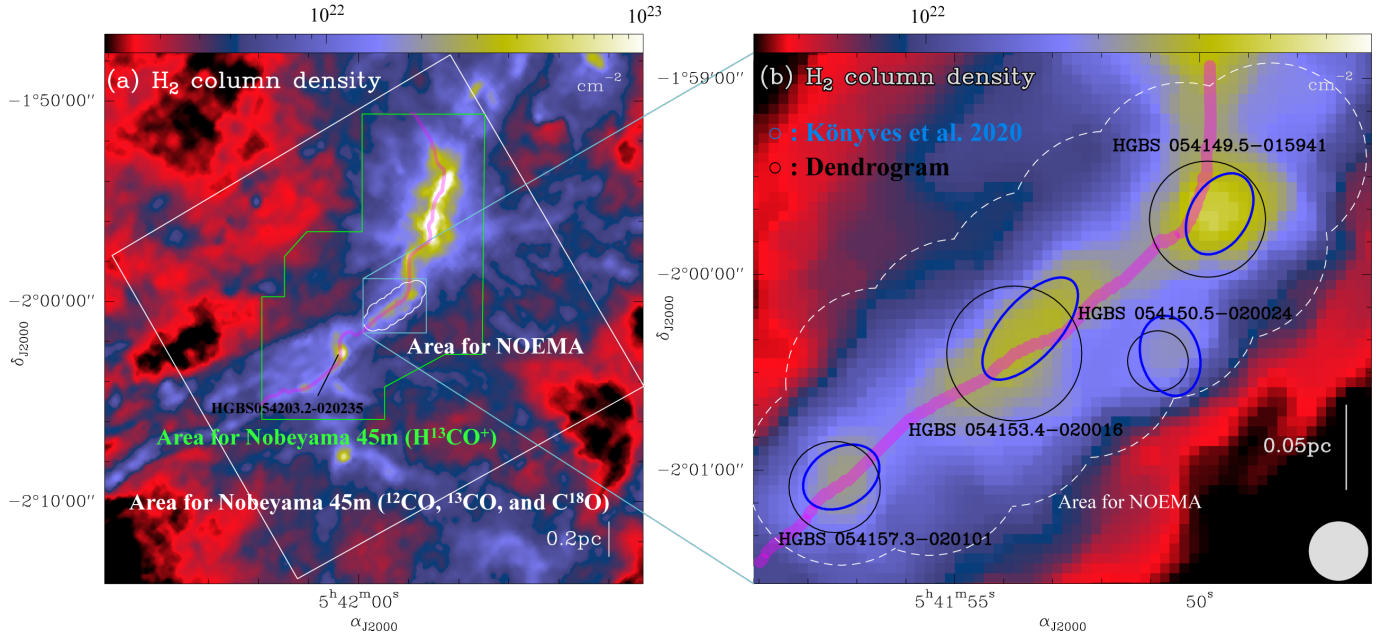 10²² 10²³
(a) H₂ column density cm⁻²
−1°50′00″
−2°00′00″
−2°10′00″
δJ2000
Area for NOEMA
HGBS054203.2-020235
Area for Nobeyama 45m (H¹³CO⁺)
Area for Nobeyama 45m (¹²CO, ¹³CO, and C¹⁸O)
0.2pc
5ʰ42ᵐ00ˢ
αJ2000
10²²
(b) H₂ column density cm⁻²
−1°59′00″
−2°00′00″
−2°01′00″
δJ2000
○ : Könyves et al. 2020
○ : Dendrogram
HGBS 054149.5−015941
HGBS 054150.5−020024
HGBS 054153.4−020016
HGBS 054157.3−020101
Area for NOEMA
0.05pc
5ʰ41ᵐ55ˢ 50ˢ
αJ2000